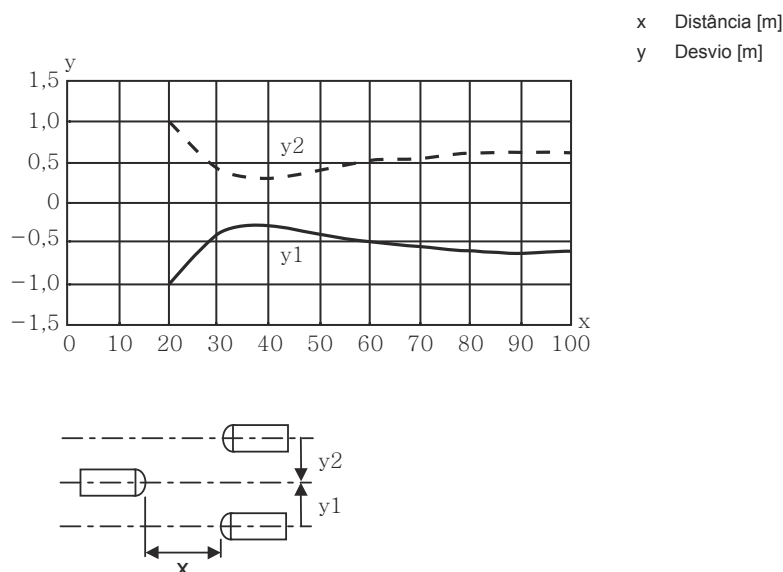 x Distância [m]
y Desvio [m]
y
1,5
1,0
0,5
0
−0,5
−1,0
−1,5
y2
y1
x
0 10 20 30 40 50 60 70 80 90 100
y2
y1
x